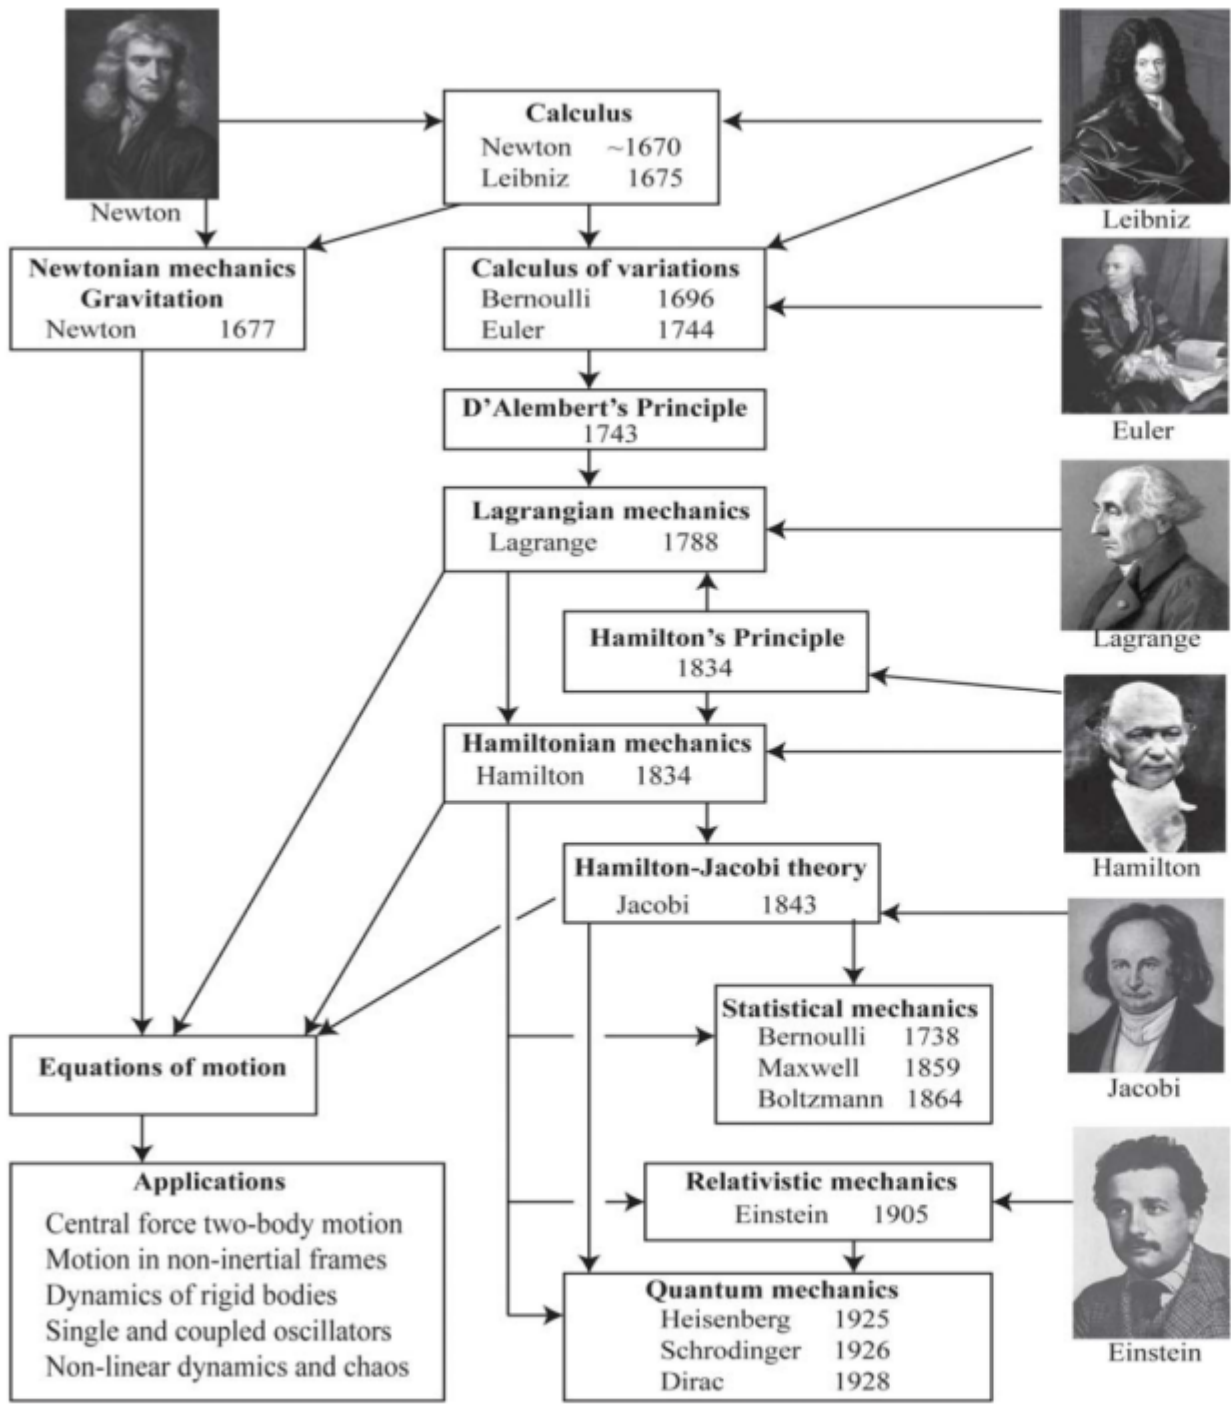 Newton
Calculus
Newton ~1670
Leibniz 1675
Leibniz
Newtonian mechanics
Gravitation
Newton 1677
Calculus of variations
Bernoulli 1696
Euler 1744
Euler
D'Alembert's Principle
1743
Lagrangian mechanics
Lagrange 1788
Lagrange
Hamilton's Principle
1834
Hamiltonian mechanics
Hamilton 1834
Hamilton
Hamilton-Jacobi theory
Jacobi 1843
Jacobi
Statistical mechanics
Bernoulli 1738
Maxwell 1859
Boltzmann 1864
Equations of motion
Applications
Central force two-body motion
Motion in non-inertial frames
Dynamics of rigid bodies
Single and coupled oscillators
Non-linear dynamics and chaos
Relativistic mechanics
Einstein 1905
Einstein
Quantum mechanics
Heisenberg 1925
Schrodinger 1926
Dirac 1928